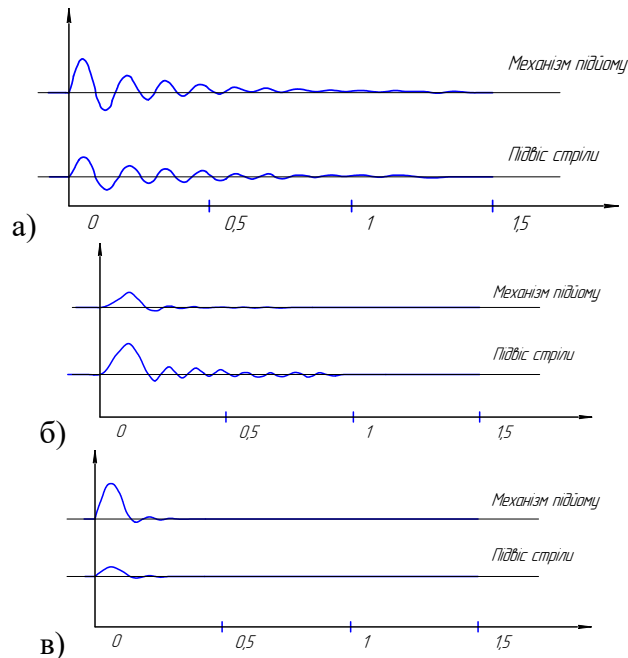 Механізм підйому
Підвіс стріли
а)
0 0,5 1 1,5
Механізм підйому
Підвіс стріли
б)
0 0,5 1 1,5
Механізм підйому
Підвіс стріли
в)
0 0,5 1 1,5